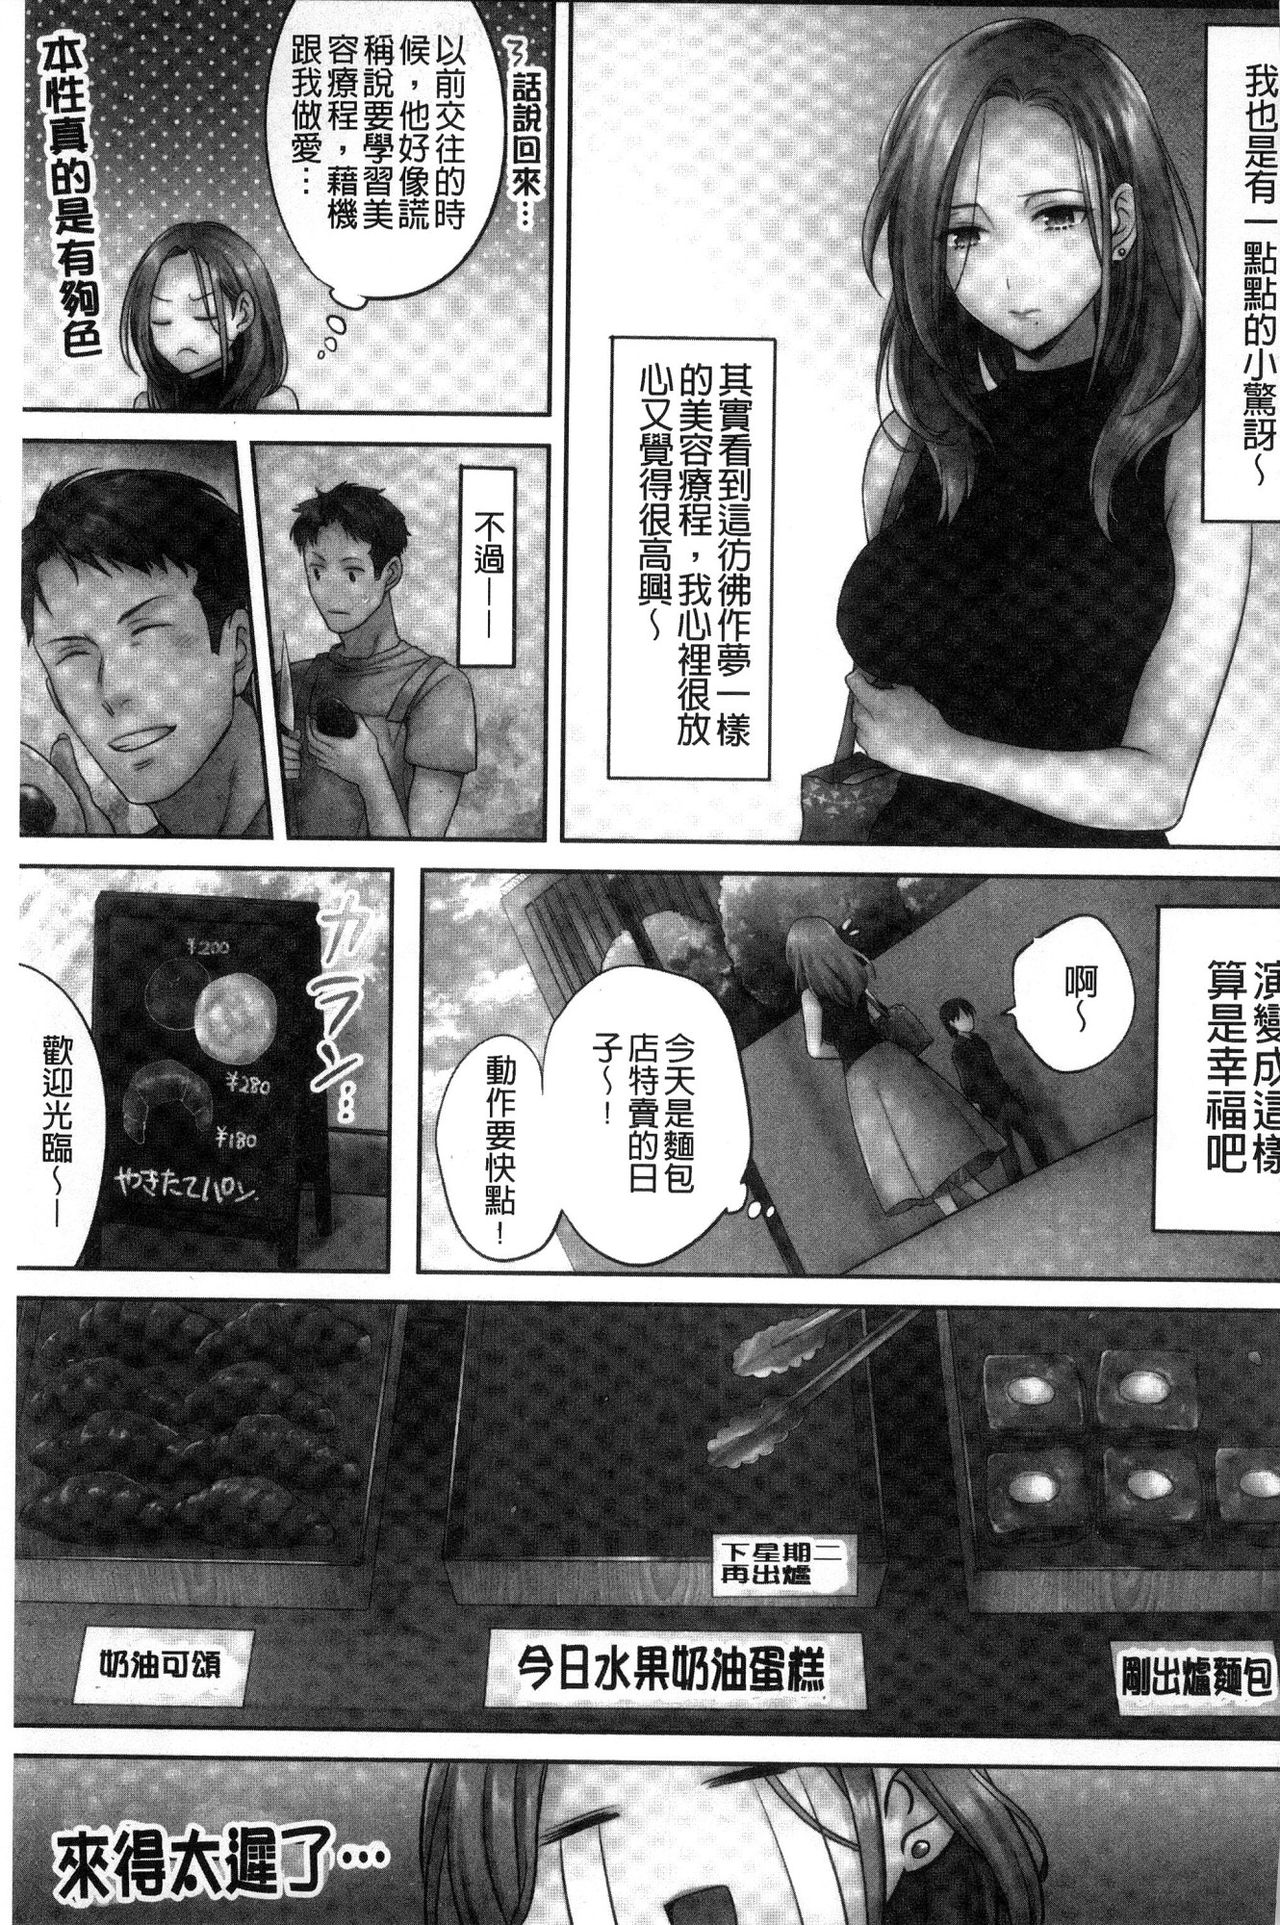 我也是有一點點的小驚訝～
其實看到這彷彿作夢一樣
的美容療程，我心裡很放
心又覺得很高興～
～話說回來…
以前交往的時
候，他好像謊
稱說要學習美
容療程，藉機
跟我做愛…
本性真的是有夠色
不過——
演變成這樣
算是幸福吧
啊～
今天是麵包
店特賣的日
子～！
動作要快點！
カラン…
¥200
¥280
¥180
やきたてパン
歡迎光臨～—
下星期二
再出爐
剛出爐麵包
今日水果奶油蛋糕
奶油可頌
來得太遲了…